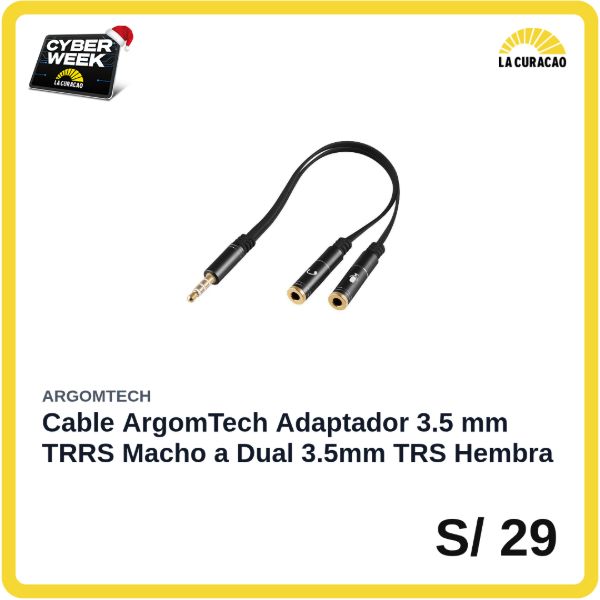 CYBER
WEEK
LA CURACAO
LA CURACAO
ARGOMTECH
Cable ArgomTech Adaptador 3.5 mm
TRRS Macho a Dual 3.5mm TRS Hembra
S/ 29